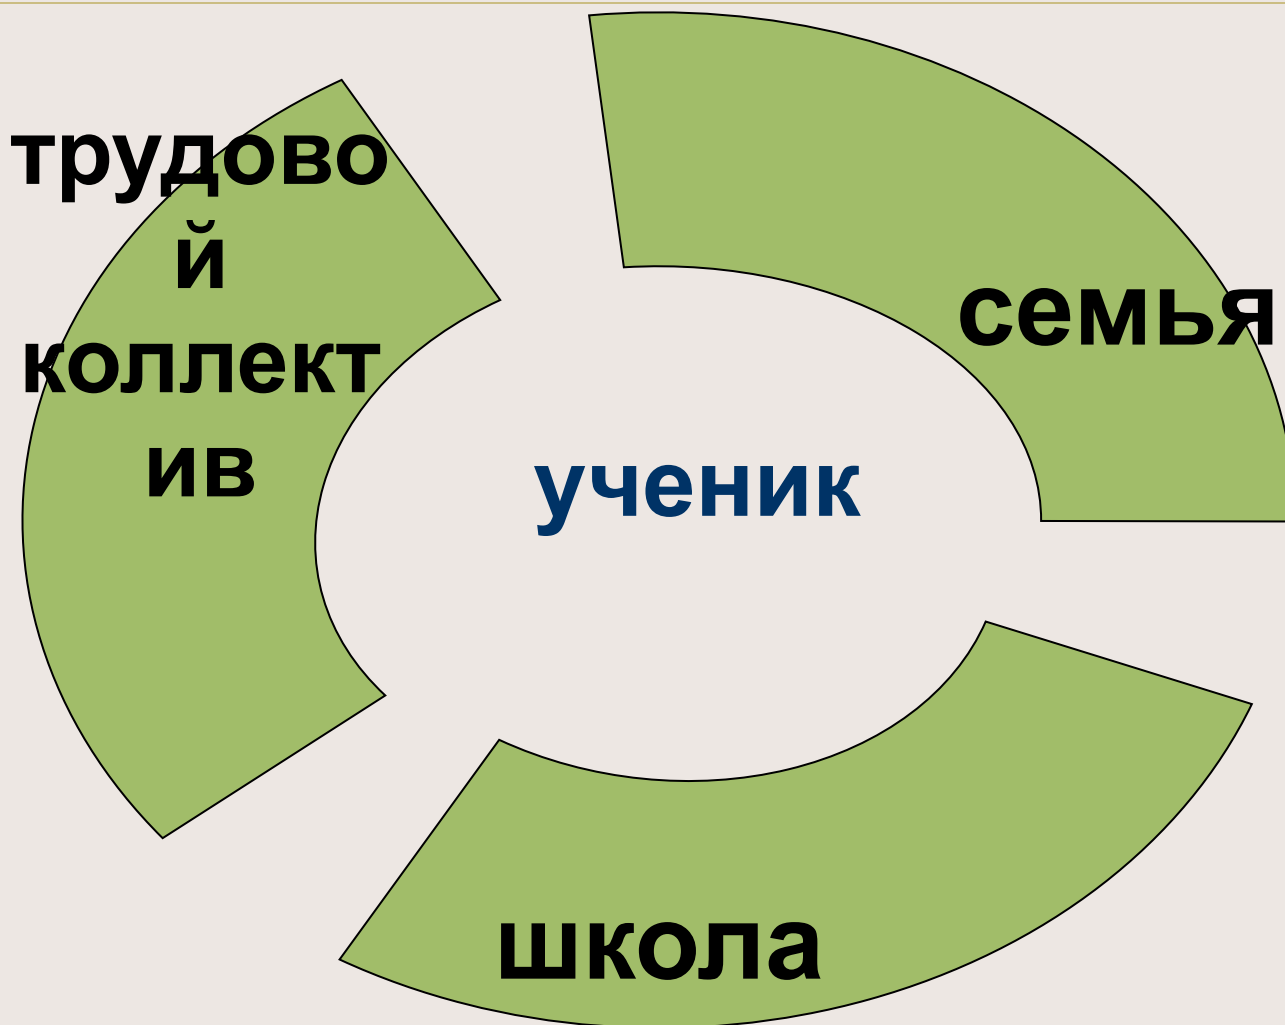 трудово
й
коллект
ив
семья
ученик
школа